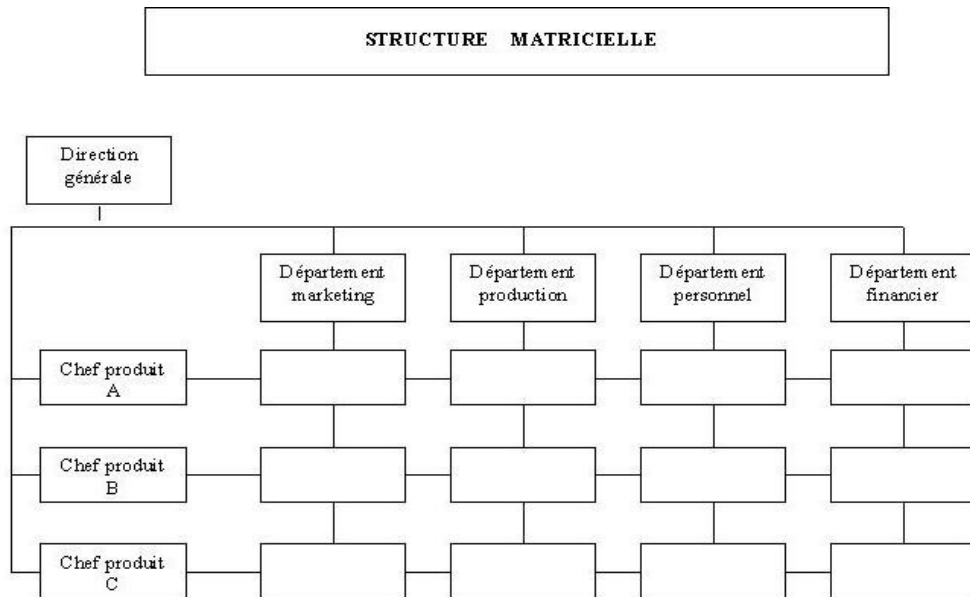 STRUCTURE MATRICIELLE
Direction
générale
Département
marketing
Département
production
Département
personnel
Département
financier
Chef produit
A
Chef produit
B
Chef produit
C